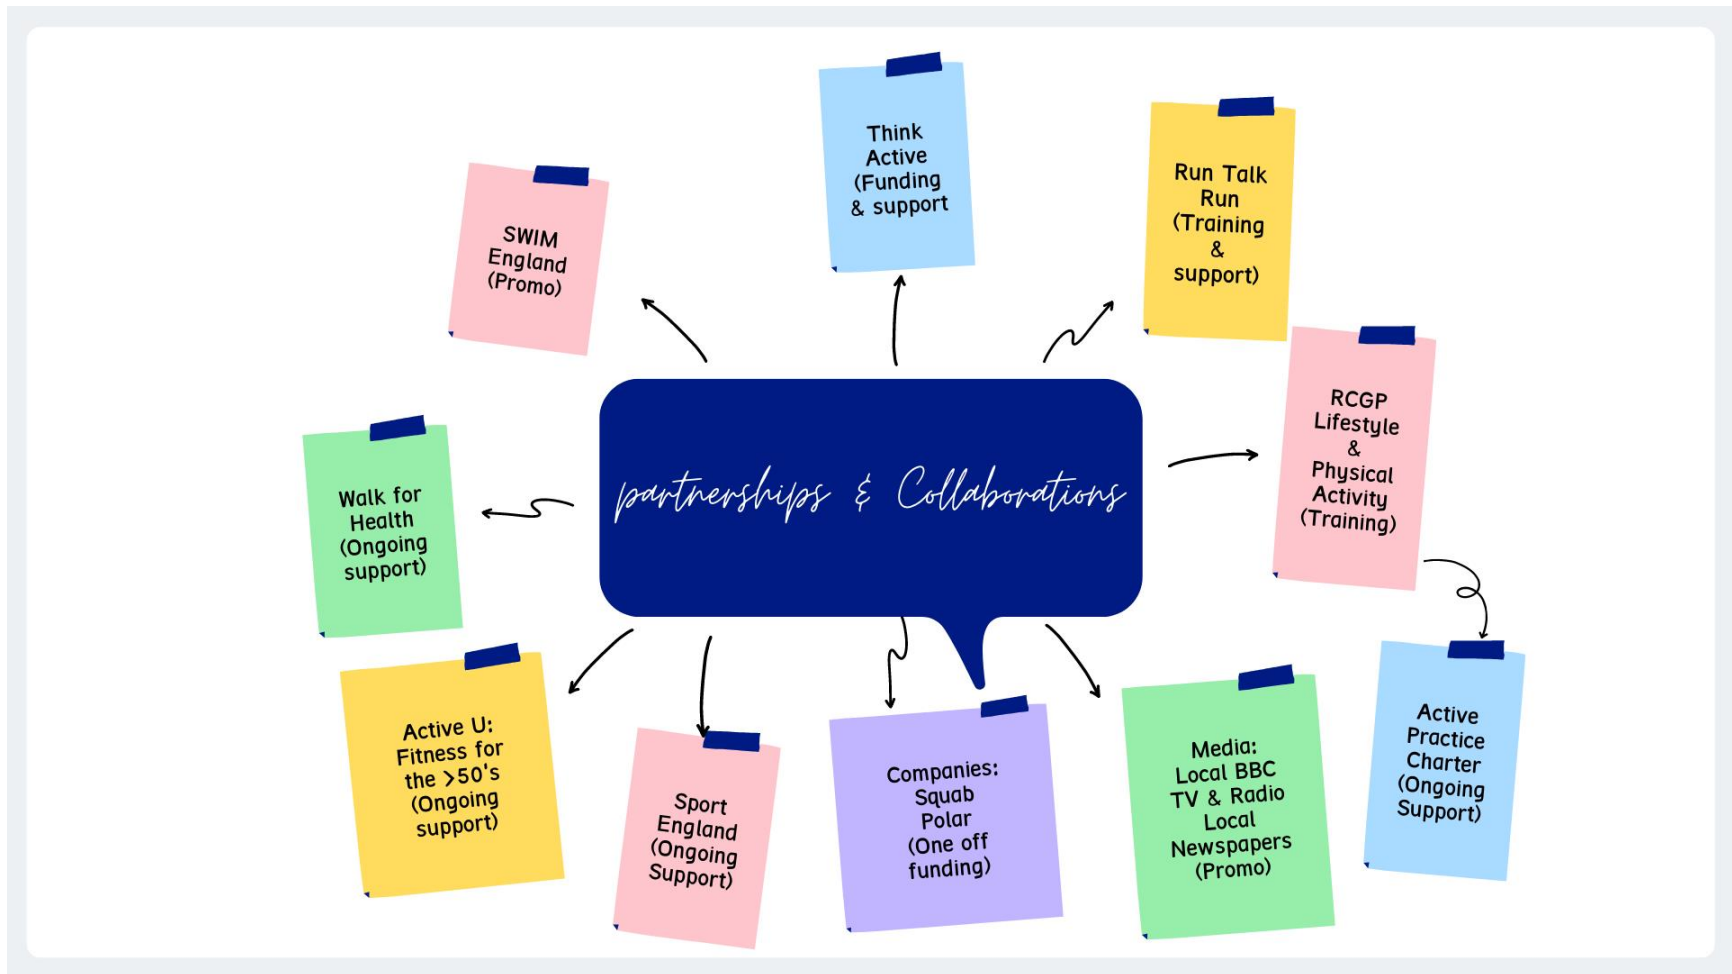 Think
Active
(Funding
& support
Run Talk
Run
(Training
&
support)
SWIM
England
(Promo)
RCGP
Lifestyle
&
Physical
Activity
(Training)
partnerships & Collaborations
Walk for
Health
(Ongoing
support)
Active U:
Fitness for
the >50's
(Ongoing
support)
Sport
England
(Ongoing
Support)
Companies:
Squab
Polar
(One off
funding)
Media:
Local BBC
TV & Radio
Local
Newspapers
(Promo)
Active
Practice
Charter
(Ongoing
Support)